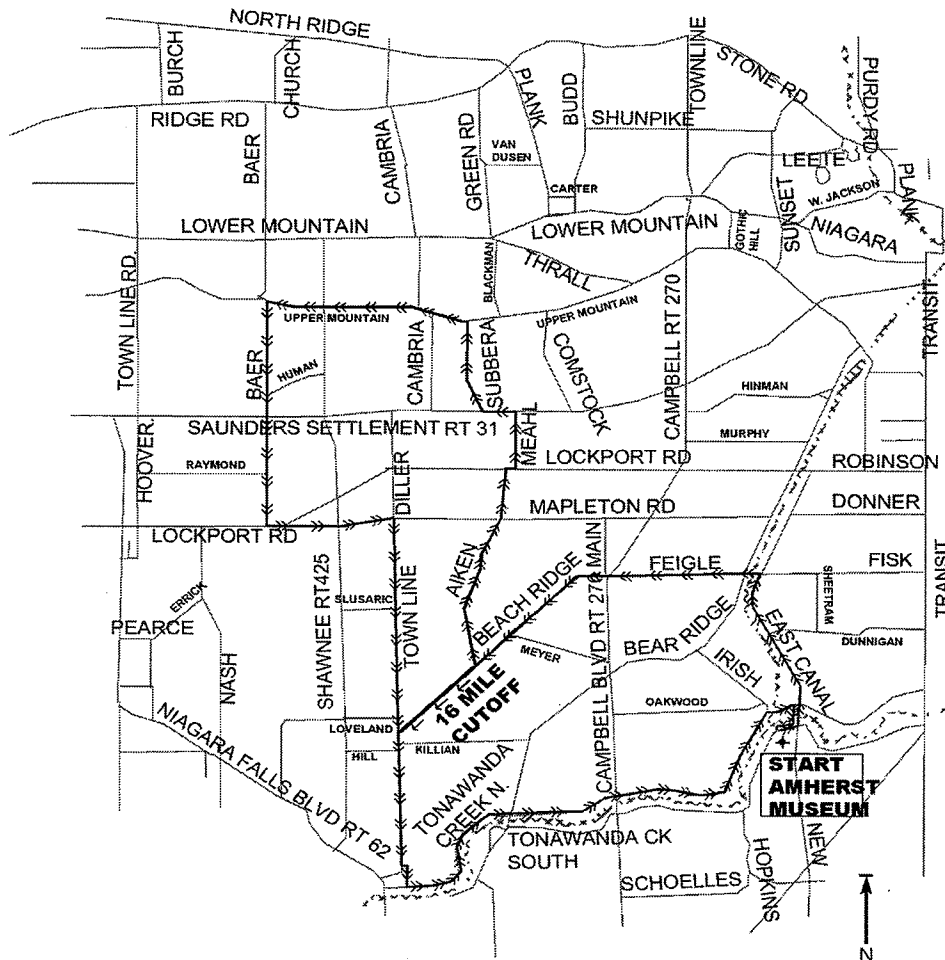 NORTH RIDGE
BURCH
CHURCH
PLANK
BUDD
TOWNLINE
STONE RD
PURDY RD
RIDGE RD
BAER
CAMBRIA
GREEN RD
VAN
DUSEN
SHUNPIKE
LEETE
CARTER
W. JACKSON
PLANK
LOWER MOUNTAIN
LOWER MOUNTAIN
GOTHIC
HILL
SUNSET
NIAGARA
TOWN LINE RD
BLACKMAN
THRALL
UPPER MOUNTAIN
UPPER MOUNTAIN
CAMPBELL RT 270
TRANSIT
BAER
HUMAN
CAMBRIA
SUBBERA
COMSTOCK
HINMAN
SAUNDERS SETTLEMENT RT 31
MEAHL
MURPHY
HOOVER.
RAYMOND
DILLER
LOCKPORT RD
ROBINSON
MAPLETON RD
DONNER
LOCKPORT RD
AIKEN
BEACH RIDGE
FEIGLE
FISK
TRANSIT
SHAWNEE RT425
SLUSARIC
TOWN LINE
CAMPBELL BLVD RT 270 MAIN
SHEETRAM
ERRICK
PEARCE
NASH
MEYER
BEAR RIDGE
EAST CANAL
DUNNIGAN
IRISH
16 MILE
CUTOFF
OAKWOOD
NIAGARA FALLS BLVD RT 62
LOVELAND
HILL
KILLIAN
TONAWANDA
CREEK N.
START
AMHERST
MUSEUM
TONAWANDA CK
SOUTH
SCHOELLES
HOPKINS
NEW
N